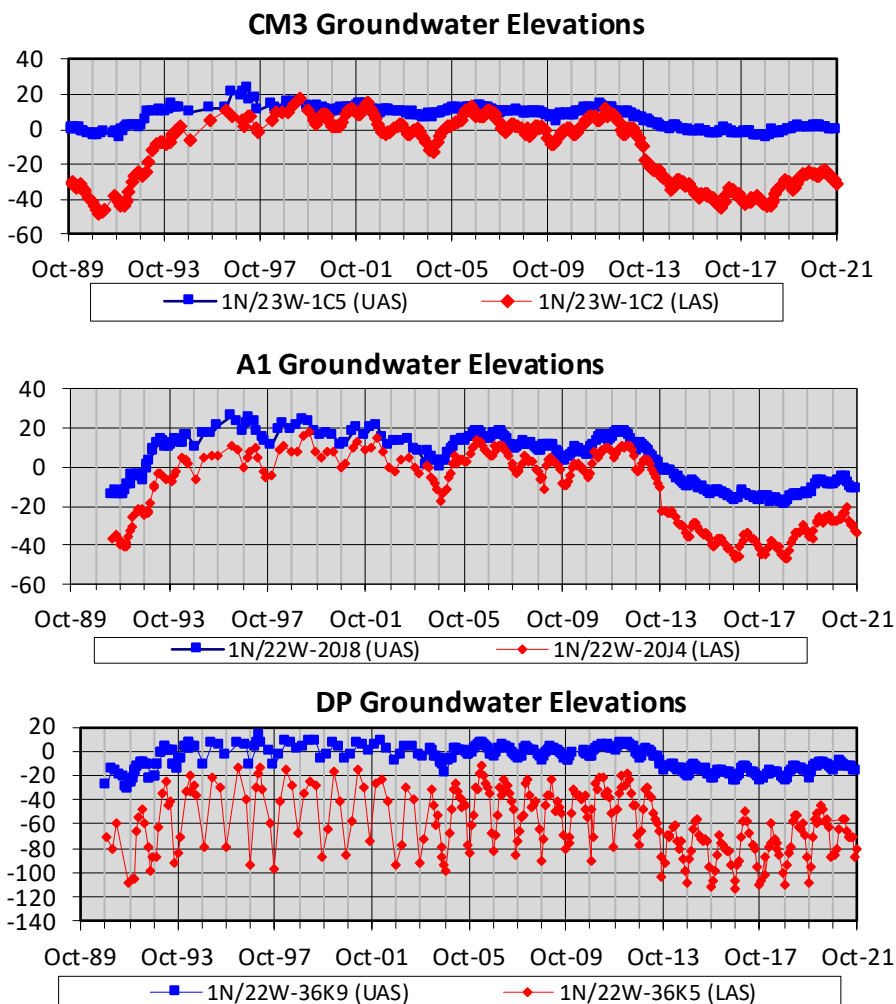 CM3 Groundwater Elevations
40
20
0
-20
-40
-60
Oct-89 Oct-93 Oct-97 Oct-01 Oct-05 Oct-09 Oct-13 Oct-17 Oct-21
1N/23W-1C5 (UAS) 1N/23W-1C2 (LAS)
A1 Groundwater Elevations
40
20
0
-20
-40
-60
Oct-89 Oct-93 Oct-97 Oct-01 Oct-05 Oct-09 Oct-13 Oct-17 Oct-21
1N/22W-20J8 (UAS) 1N/22W-20J4 (LAS)
DP Groundwater Elevations
20
0
-20
-40
-60
-80
-100
-120
-140
Oct-89 Oct-93 Oct-97 Oct-01 Oct-05 Oct-09 Oct-13 Oct-17 Oct-21
1N/22W-36K9 (UAS) 1N/22W-36K5 (LAS)